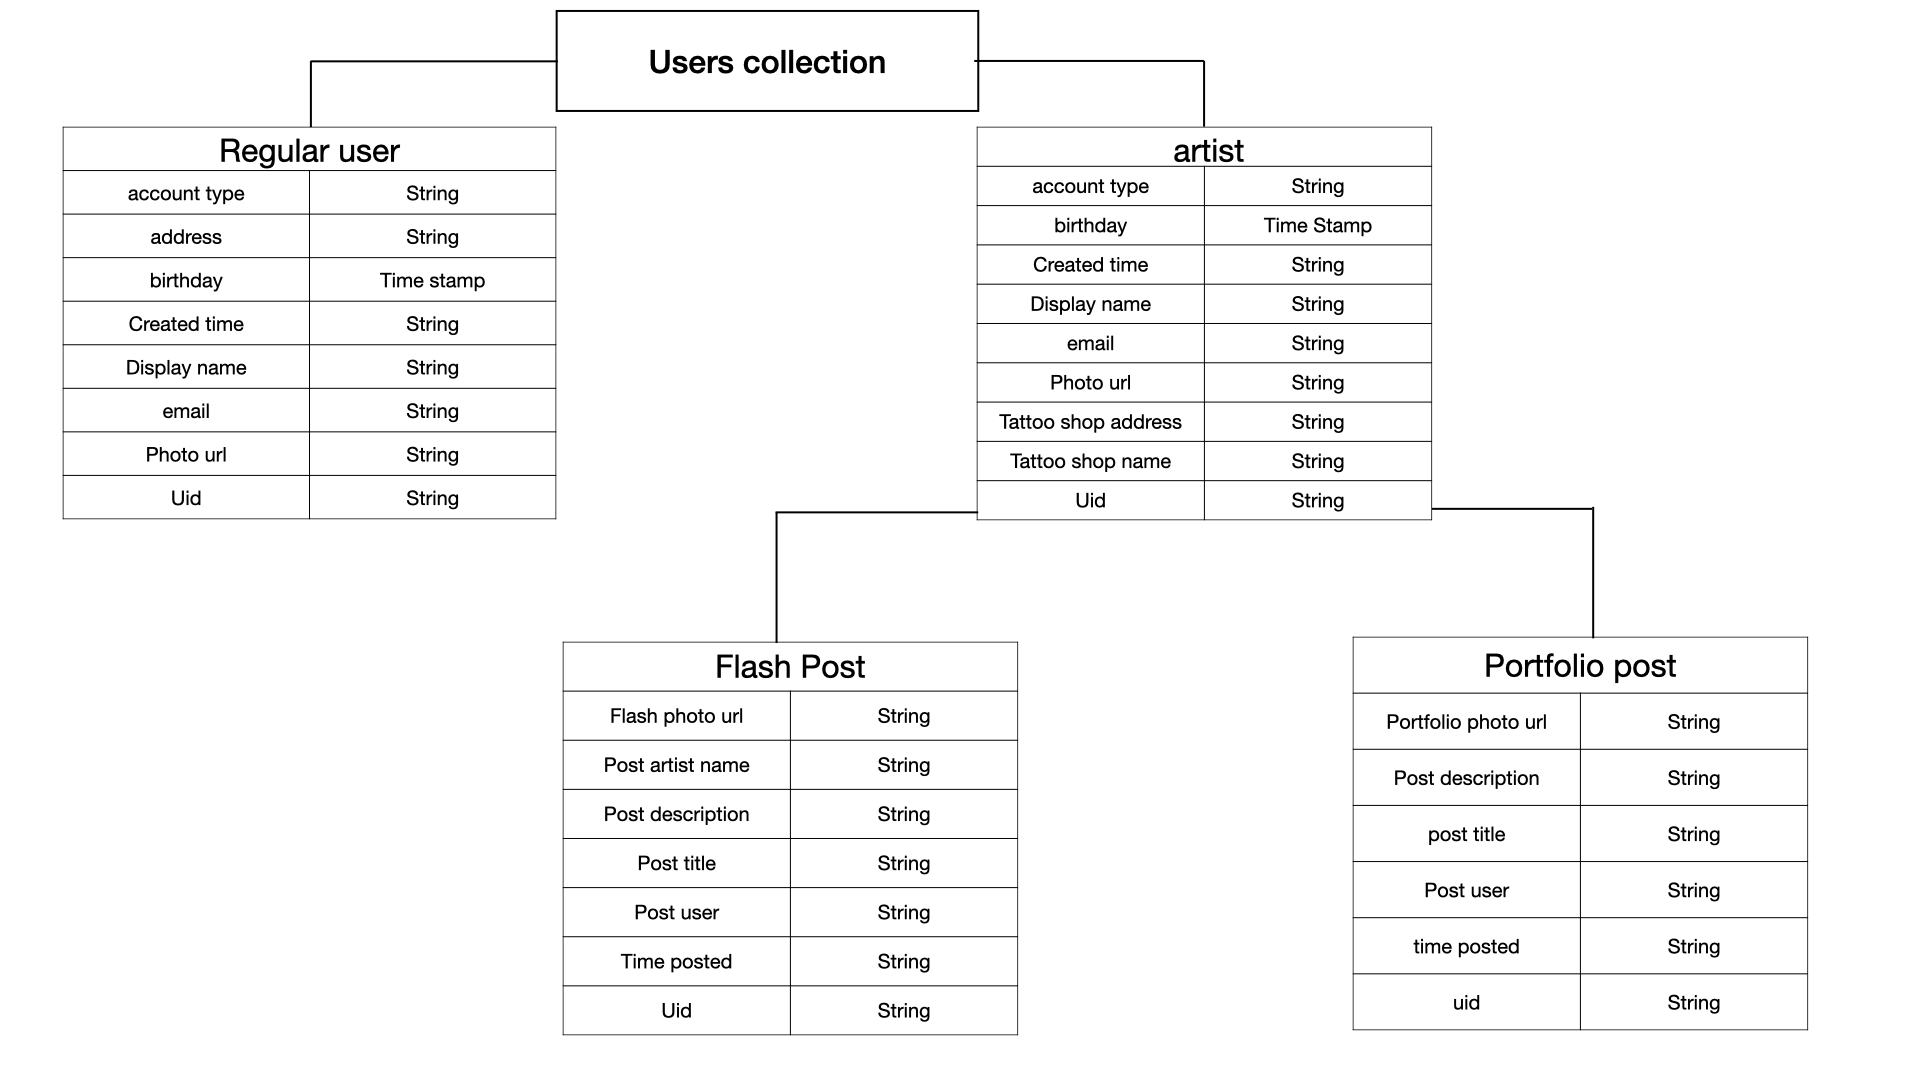 Users collection
Regular user
account type String
address String
birthday Time stamp
Created time String
Display name String
email String
Photo url String
Uid String
artist
account type String
birthday Time Stamp
Created time String
Display name String
email String
Photo url String
Tattoo shop address String
Tattoo shop name String
Uid String
Flash Post
Flash photo url String
Post artist name String
Post description String
Post title String
Post user String
Time posted String
Uid String
Portfolio post
Portfolio photo url String
Post description String
post title String
Post user String
time posted String
uid String